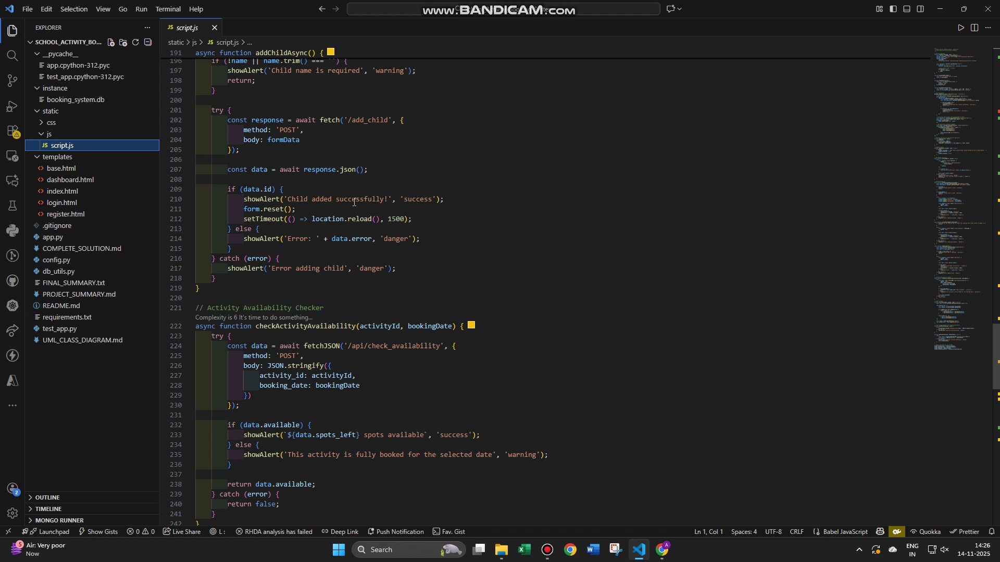 File Edit Selection View Go Run Terminal Help
www.BANDICAM.com
EXPLORER
SCHOOL_ACTIVITY_BO...
__pycache__
app.cpython-312.pyc
test_app.cpython-312.pyc
instance
booking_system.db
static
css
js
JS script.js
templates
base.html
dashboard.html
index.html
login.html
register.html
.gitignore
app.py
COMPLETE_SOLUTION.md
config.py
db_utils.py
FINAL_SUMMARY.txt
PROJECT_SUMMARY.md
README.md
requirements.txt
test_app.py
UML_CLASS_DIAGRAM.md
OUTLINE
TIMELINE
MONGO RUNNER
JS script.js
static > js > JS script.js > ...
191 async function addChildAsync() {
196 if (!name || name.trim() === '') {
197 showAlert('Child name is required', 'warning');
198 return;
199 }
200
201 try {
202 const response = await fetch('/add_child', {
203 method: 'POST',
204 body: formData
205 });
206
207 const data = await response.json();
208
209 if (data.id) {
210 showAlert('Child added successfully!', 'success');
211 form.reset();
212 setTimeout(() => location.reload(), 1500);
213 } else {
214 showAlert('Error: ' + data.error, 'danger');
215 }
216 } catch (error) {
217 showAlert('Error adding child', 'danger');
218 }
219 }
220
221 // Activity Availability Checker
Complexity is 6 It's time to do something...
222 async function checkActivityAvailability(activityId, bookingDate) {
223 try {
224 const data = await fetchJSON('/api/check_availability', {
225 method: 'POST',
226 body: JSON.stringify({
227 activity_id: activityId,
228 booking_date: bookingDate
229 })
230 });
231
232 if (data.available) {
233 showAlert(`${data.spots_left} spots available`, 'success');
234 } else {
235 showAlert('This activity is fully booked for the selected date', 'warning');
236 }
237
238 return data.available;
239 } catch (error) {
240 return false;
241 }
242 }
Launchpad Show Gists 0 0 Live Share L: RHDA analysis has failed Deep Link Push Notification Fav. Gist Ln 1, Col 1 Spaces: 4 UTF-8 CRLF Babel JavaScript Quokka Prettier
2
5
Air: Very poor
Now
Search
A
ENG
IN
14:26
14-11-2025